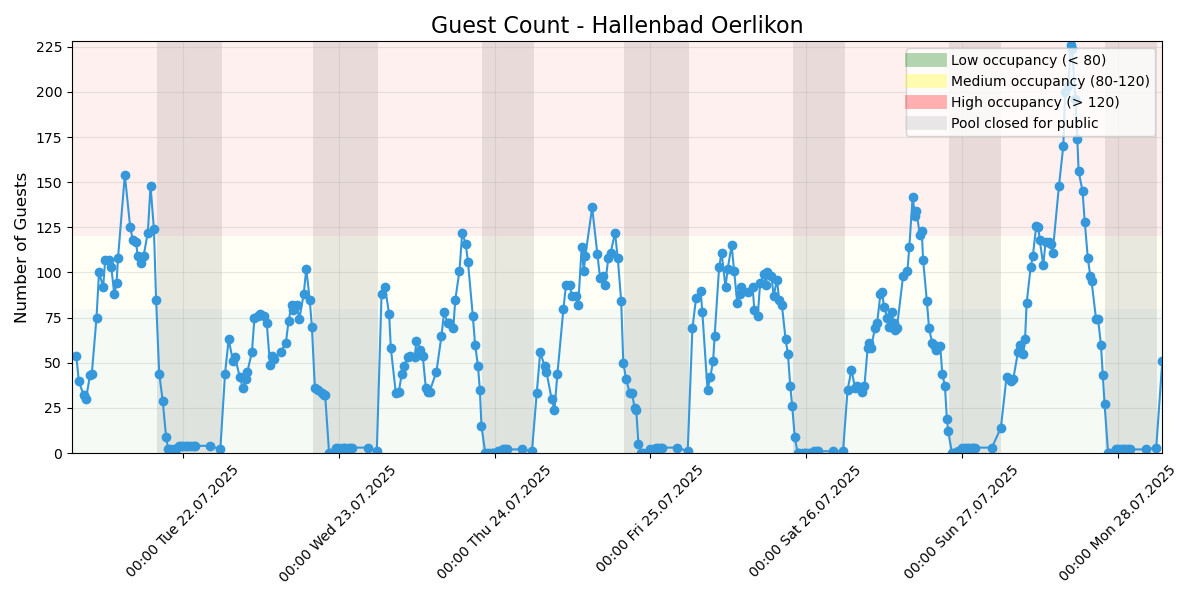 Guest Count - Hallenbad Oerlikon
Number of Guests
225
200
175
150
125
100
75
50
25
0
Low occupancy (< 80)
Medium occupancy (80-120)
High occupancy (> 120)
Pool closed for public
00:00 Tue 22.07.2025
00:00 Wed 23.07.2025
00:00 Thu 24.07.2025
00:00 Fri 25.07.2025
00:00 Sat 26.07.2025
00:00 Sun 27.07.2025
00:00 Mon 28.07.2025